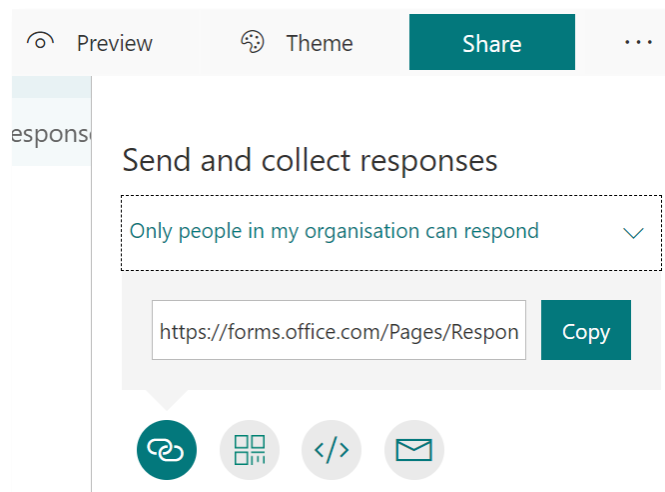 Preview Theme Share ...
espons
Send and collect responses
Only people in my organisation can respond
https://forms.office.com/Pages/Respon Copy
</>